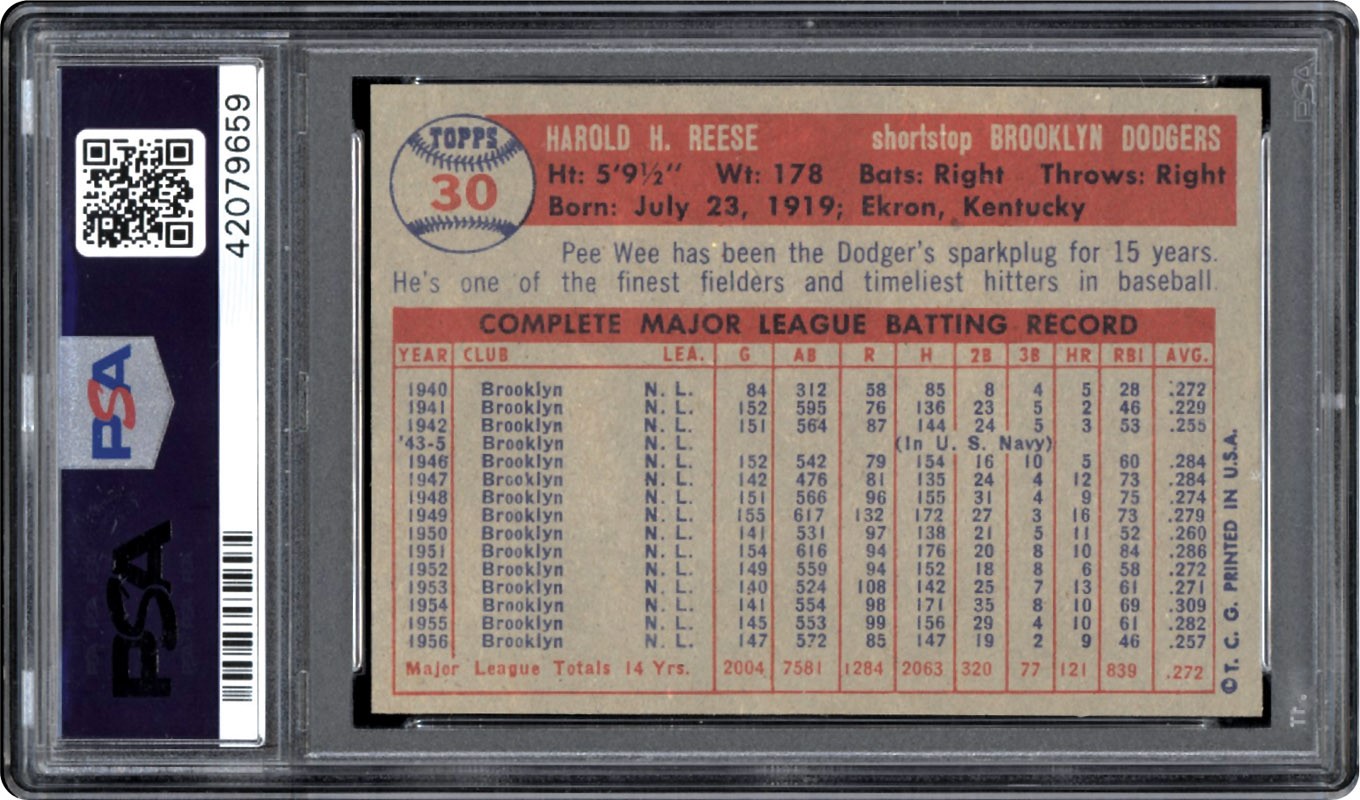 42079659
PSA
PSA
TOPPS
30
HAROLD H. REESE shortstop BROOKLYN DODGERS
Ht: 5'9½" Wt: 178 Bats: Right Throws: Right
Born: July 23, 1919; Ekron, Kentucky
Pee Wee has been the Dodger's sparkplug for 15 years.
He's one of the finest fielders and timeliest hitters in baseball.
COMPLETE MAJOR LEAGUE BATTING RECORD
YEAR CLUB LEA. G AB R H 2B 3B HR RBI AVG.
1940 Brooklyn N. L. 84 312 58 85 8 4 5 28 .272
1941 Brooklyn N. L. 152 595 76 136 23 5 2 46 .229
1942 Brooklyn N. L. 151 564 87 144 24 5 3 53 .255
'43-5 Brooklyn N. L. (In U. S. Navy)
1946 Brooklyn N. L. 152 542 79 154 16 10 5 60 .284
1947 Brooklyn N. L. 142 476 81 135 24 4 12 73 .284
1948 Brooklyn N. L. 151 566 96 155 31 4 9 75 .274
1949 Brooklyn N. L. 155 617 132 172 27 3 16 73 .279
1950 Brooklyn N. L. 141 531 97 138 21 5 11 52 .260
1951 Brooklyn N. L. 154 616 94 176 20 8 10 84 .286
1952 Brooklyn N. L. 149 559 94 152 18 8 6 58 .272
1953 Brooklyn N. L. 140 524 108 142 25 7 13 61 .271
1954 Brooklyn N. L. 141 554 98 171 35 8 10 69 .309
1955 Brooklyn N. L. 145 553 99 156 29 4 10 61 .282
1956 Brooklyn N. L. 147 572 85 147 19 2 9 46 .257
Major League Totals 14 Yrs. 2004 7581 1284 2063 320 77 121 839 .272
© T. C. G. PRINTED IN U.S.A.
PSA